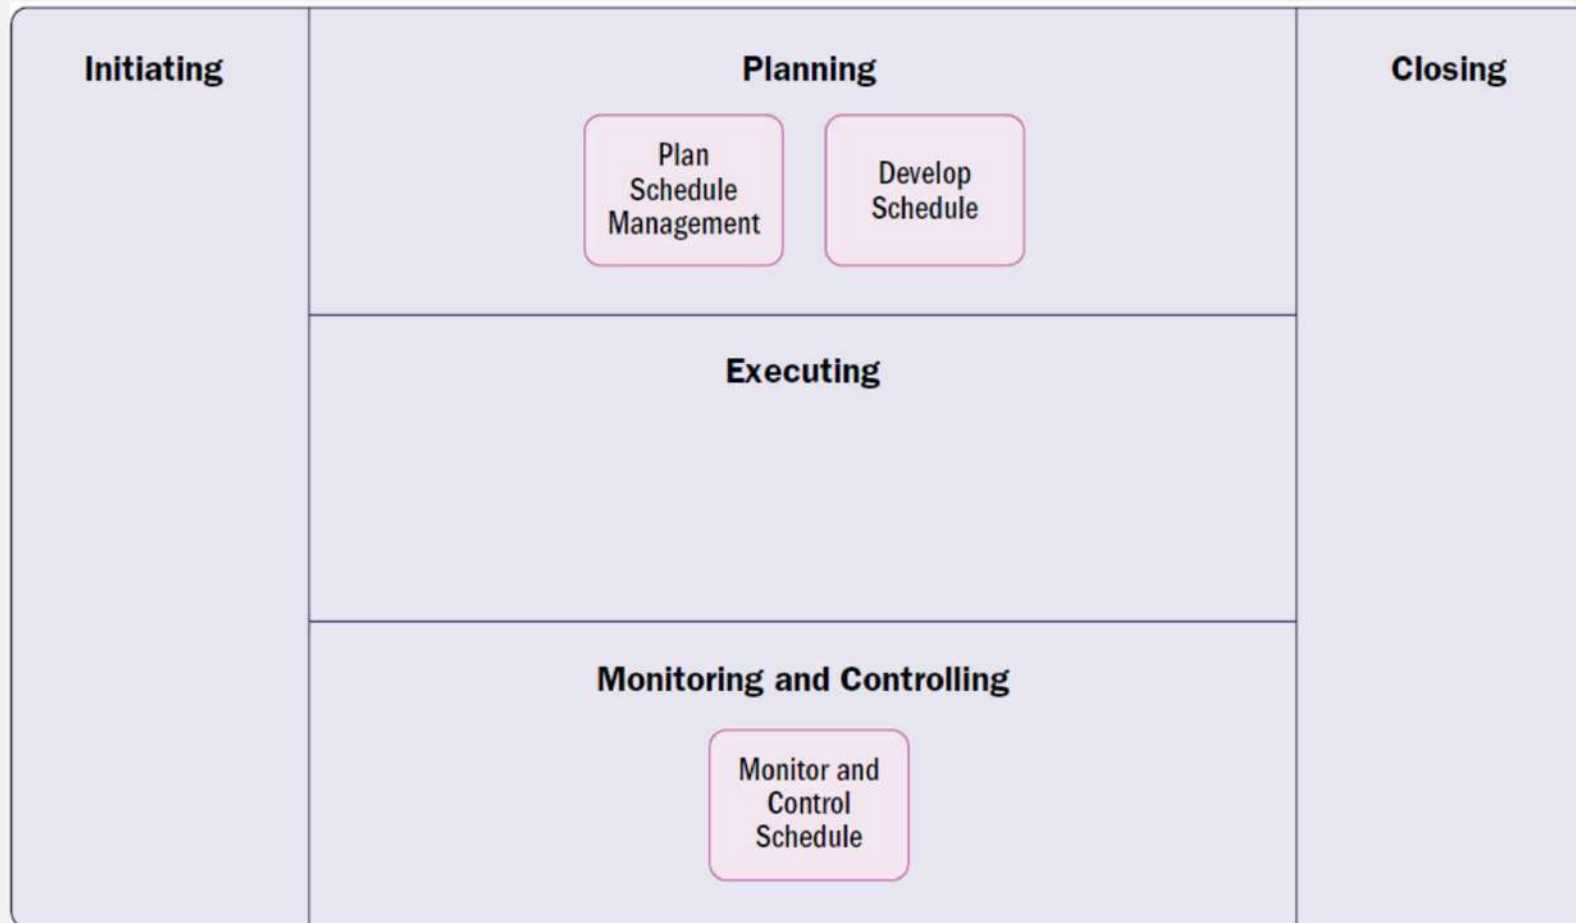 Initiating
Planning
Closing
Plan
Schedule
Management
Develop
Schedule
Executing
Monitoring and Controlling
Monitor and
Control
Schedule